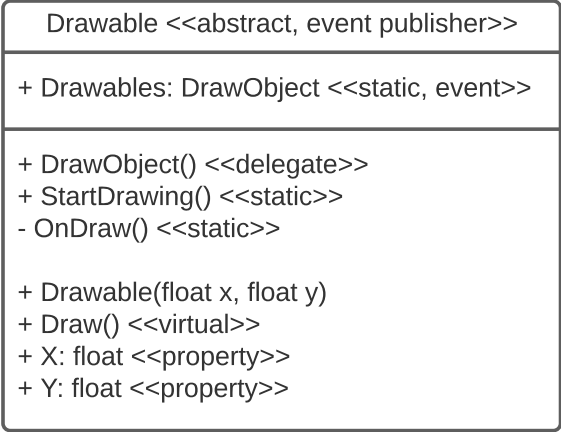 Drawable <<abstract, event publisher>>
+ Drawables: DrawObject <<static, event>>
+ DrawObject() <<delegate>>
+ StartDrawing() <<static>>
- OnDraw() <<static>>
+ Drawable(float x, float y)
+ Draw() <<virtual>>
+ X: float <<property>>
+ Y: float <<property>>